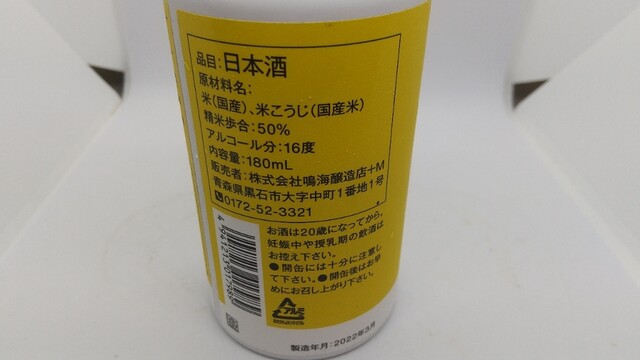 品目:日本酒
原材料名:
米(国産)、米こうじ(国産米)
精米歩合:50%
アルコール分:16度
内容量:180mL
販売者:株式会社鳴海醸造店+M
青森県黒石市大字中町1番地1号
0172-52-3321
お酒は20歳になってから。
妊娠中や授乳期の飲酒は
お控え下さい。
●開缶には十分に注意し
て下さい。●開缶後はお早
めにお召し上がり下さい。
アルミ
製造年月:2022年3月